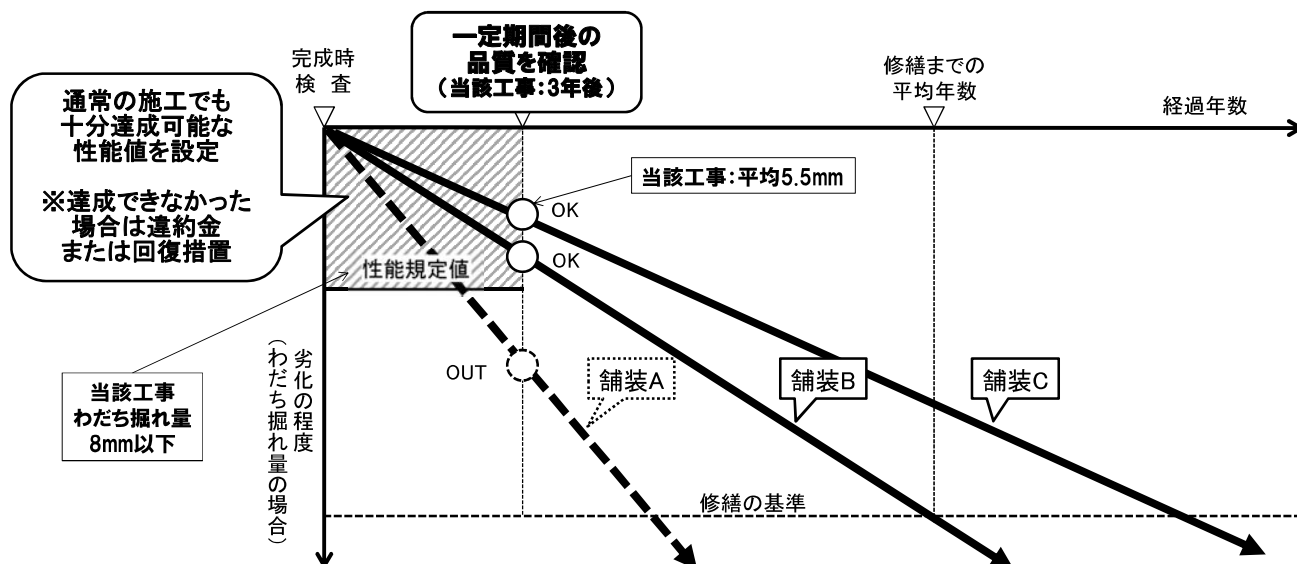 完成時
検 査
一定期間後の
品質を確認
(当該工事:3年後)
修繕までの
平均年数
経過年数
通常の施工でも
十分達成可能な
性能値を設定
※達成できなかった
場合は違約金
または回復措置
当該工事:平均5.5mm
OK
OK
性能規定値
OUT
劣化の程度
(わだち掘れ量の場合)
当該工事
わだち掘れ量
8mm以下
舗装A
舗装B
舗装C
修繕の基準